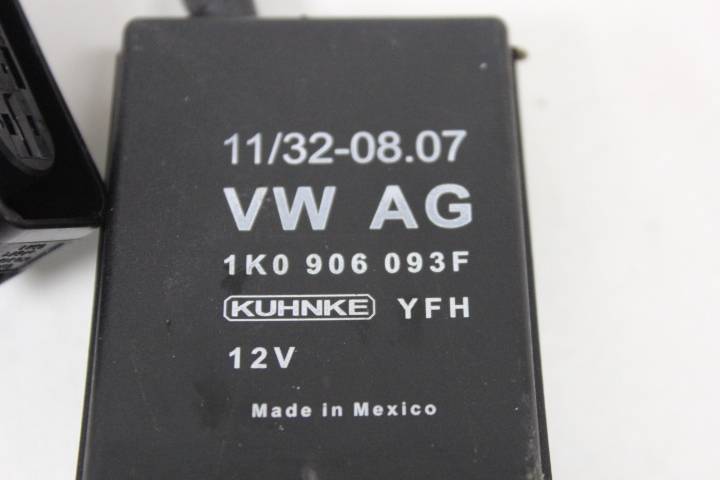 11/32-08.07
VW AG
1K0 906 093F
KUHNKE YFH
12V
Made in Mexico